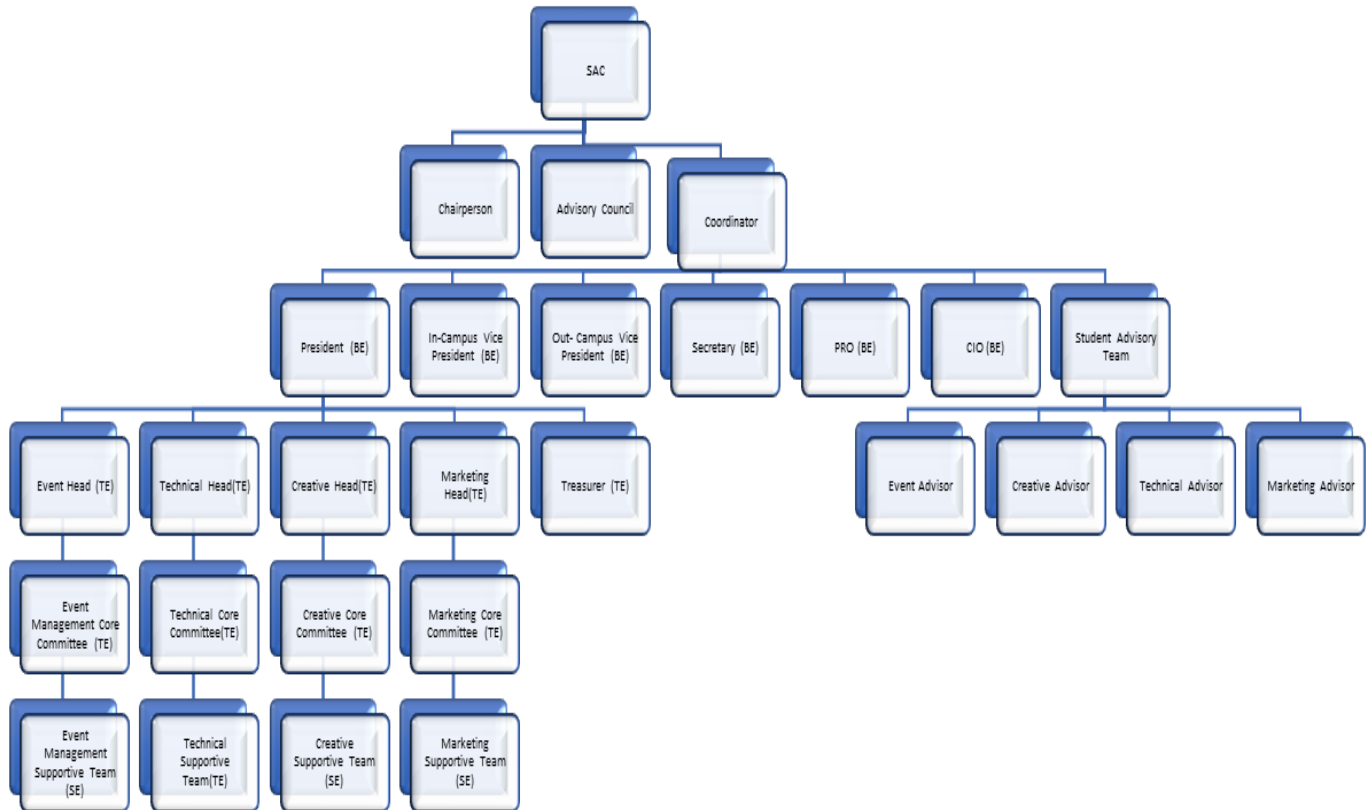 SAC
Chairperson
Advisory Council
Coordinator
President (BE)
In-Campus Vice
President (BE)
Out- Campus Vice
President (BE)
Secretary (BE)
PRO (BE)
CIO (BE)
Student Advisory
Team
Event Head (TE)
Technical Head(TE)
Creative Head(TE)
Marketing
Head(TE)
Treasurer (TE)
Event Advisor
Creative Advisor
Technical Advisor
Marketing Advisor
Event
Management Core
Committee (TE)
Technical Core
Committee(TE)
Creative Core
Committee (TE)
Marketing Core
Committee (TE)
Event
Management
Supportive Team
(SE)
Technical
Supportive
Team(TE)
Creative
Supportive Team
(SE)
Marketing
Supportive Team
(SE)